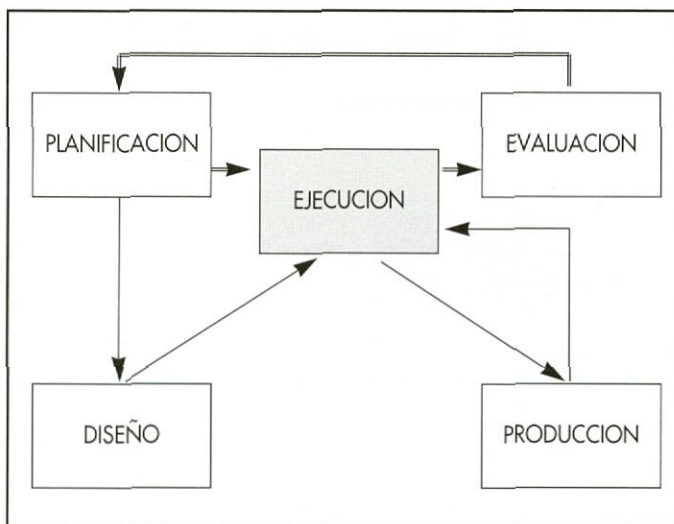 PLANIFICACION
EVALUACION
EJECUCION
DISEÑO
PRODUCCION